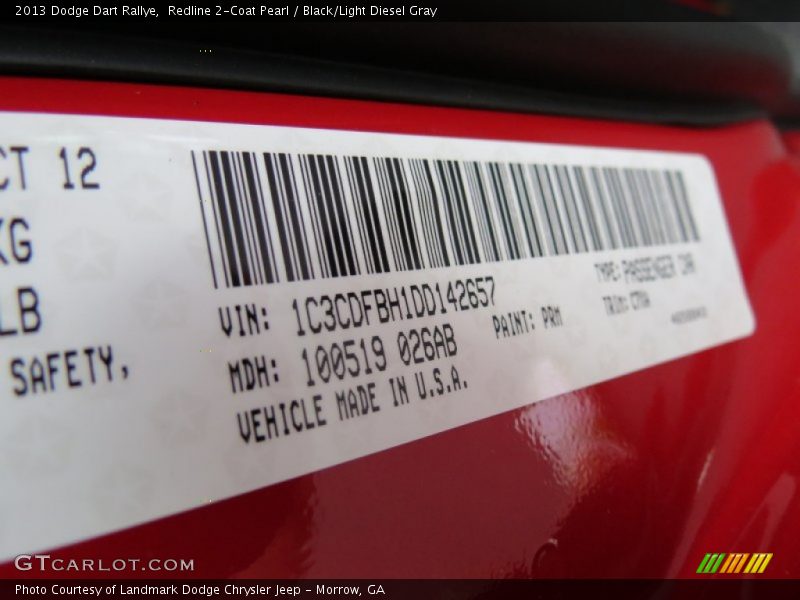 2013 Dodge Dart Rallye,  Redline 2-Coat Pearl / Black/Light Diesel Gray
CT 12
KG
LB
SAFETY,
VIN: 1C3CDFBH1DD142657
TYPE: PASSENGER CAR
MDH: 100519 026AB
PAINT: PRM
TRIM:
VEHICLE MADE IN U.S.A.
GTCARLOT.COM
Photo Courtesy of Landmark Dodge Chrysler Jeep - Morrow, GA